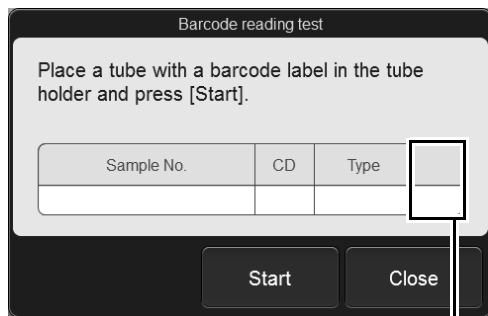 Barcode reading test
Place a tube with a barcode label in the tube
holder and press [Start].
Sample No. CD Type
Start Close